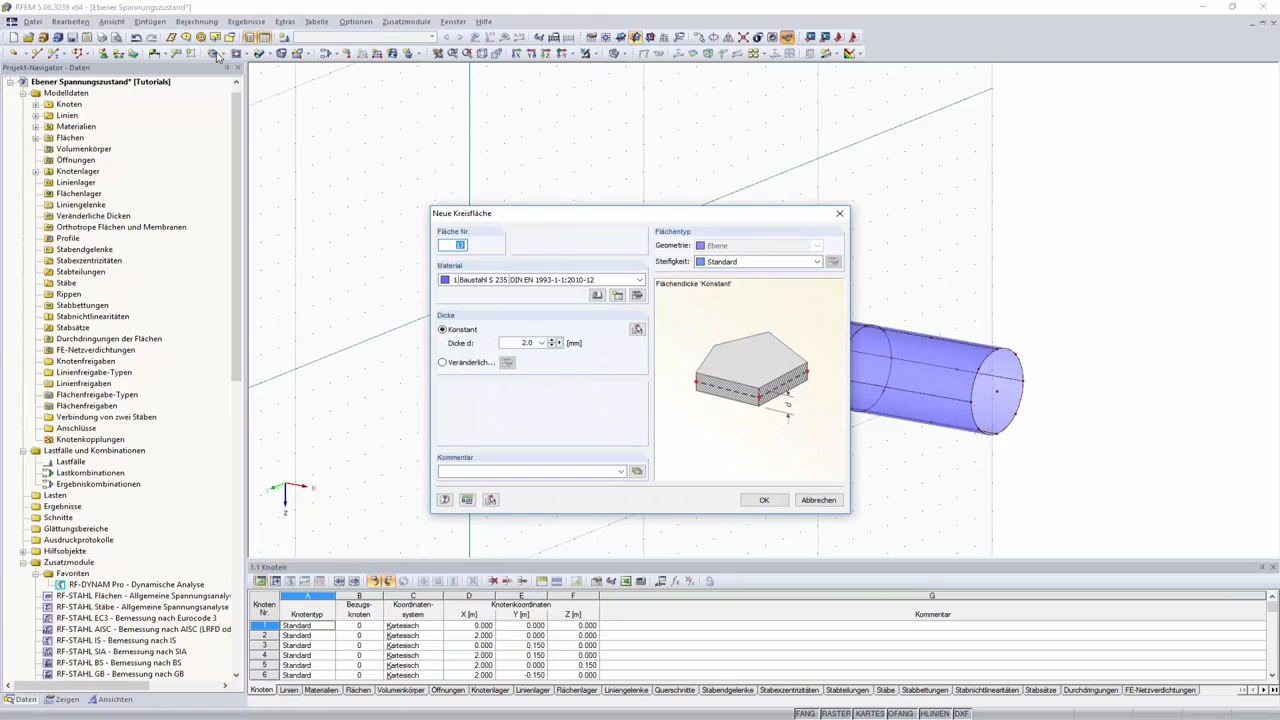 RFEM 5.06.3039 x64 - [Ebener Spannungszustand*]
Datei Bearbeiten Ansicht Einfügen Berechnung Ergebnisse Extras Tabelle Optionen Zusatzmodule Fenster Hilfe
Projekt-Navigator - Daten
Ebener Spannungszustand* [Tutorials]
Modelldaten
Knoten
Linien
Materialien
Flächen
Volumenkörper
Öffnungen
Knotenlager
Linienlager
Flächenlager
Liniengelenke
Veränderliche Dicken
Orthotrope Flächen und Membranen
Profile
Stabendgelenke
Stabexzentrizitäten
Stabteilungen
Stäbe
Rippen
Stabbettungen
Stabnichtlinearitäten
Stabsätze
Durchdringungen der Flächen
FE-Netzverdichtungen
Knotenfreigaben
Linienfreigabe-Typen
Linienfreigaben
Flächenfreigabe-Typen
Flächenfreigaben
Verbindung von zwei Stäben
Anschlüsse
Knotenkopplungen
Lastfälle und Kombinationen
Lastfälle
Lastkombinationen
Ergebniskombinationen
Lasten
Ergebnisse
Schnitte
Glättungsbereiche
Ausdruckprotokolle
Hilfsobjekte
Zusatzmodule
Favoriten
RF-DYNAM Pro - Dynamische Analyse
RF-STAHL Flächen - Allgemeine Spannungsanalys
RF-STAHL Stäbe - Allgemeine Spannungsanalys
RF-STAHL EC3 - Bemessung nach Eurocode 3
RF-STAHL AISC - Bemessung nach AISC (LRFD od
RF-STAHL IS - Bemessung nach IS
RF-STAHL SIA - Bemessung nach SIA
RF-STAHL BS - Bemessung nach BS
RF-STAHL GB - Bemessung nach GB
Daten Zeigen Ansichten
Neue Kreisfläche
Fläche Nr.
12
Material
1 Baustahl S 235 DIN EN 1993-1-1:2010-12
Dicke
Konstant
Dicke d: 2.0 [mm]
Veränderlich...
Kommentar
Flächentyp
Geometrie: Ebene
Steifigkeit: Standard
Flächendicke 'Konstant'
d
OK Abbrechen
X
Y
Z
1.1 Knoten
A B C D E F G
Knoten Bezugs- Koordinaten- Knotenkoordinaten
Nr. Knotentyp knoten system X [m] Y [m] Z [m] Kommentar
1 Standard 0 Kartesisch 0.000 0.000 0.000
2 Standard 0 Kartesisch 2.000 0.000 0.000
3 Standard 0 Kartesisch 0.000 0.150 0.000
4 Standard 0 Kartesisch 2.000 0.150 0.000
5 Standard 0 Kartesisch 2.000 0.000 0.150
6 Standard 0 Kartesisch 2.000 -0.150 0.000
Knoten Linien Materialien Flächen Volumenkörper Öffnungen Knotenlager Linienlager Flächenlager Liniengelenke Querschnitte Stabendgelenke Stabexzentrizitäten Stabteilungen Stäbe Stabbettungen Stabnichtlinearitäten Stabsätze Durchdringungen FE-Netzverdichtungen
FANG RASTER KARTES OFANG HLINIEN DXF